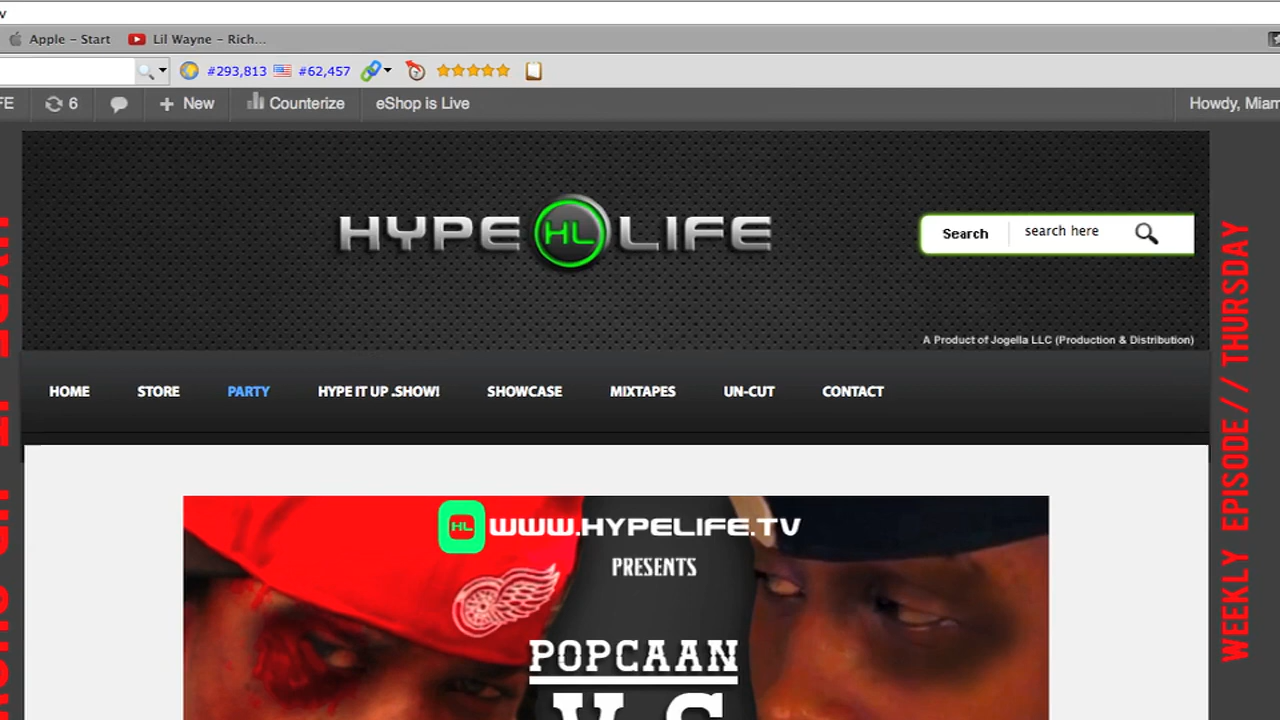 v
Apple – Start Lil Wayne – Rich...
#293,813 #62,457
FE 6 New Counterize eShop is Live Howdy, Miam
HYPE HL LIFE
Search search here
A Product of Jogella LLC (Production & Distribution)
HOME STORE PARTY HYPE IT UP .SHOW! SHOWCASE MIXTAPES UN-CUT CONTACT
WEEKLY EPISODE // THURSDAY
HL WWW.HYPELIFE.TV
PRESENTS
POPCAAN
V.S